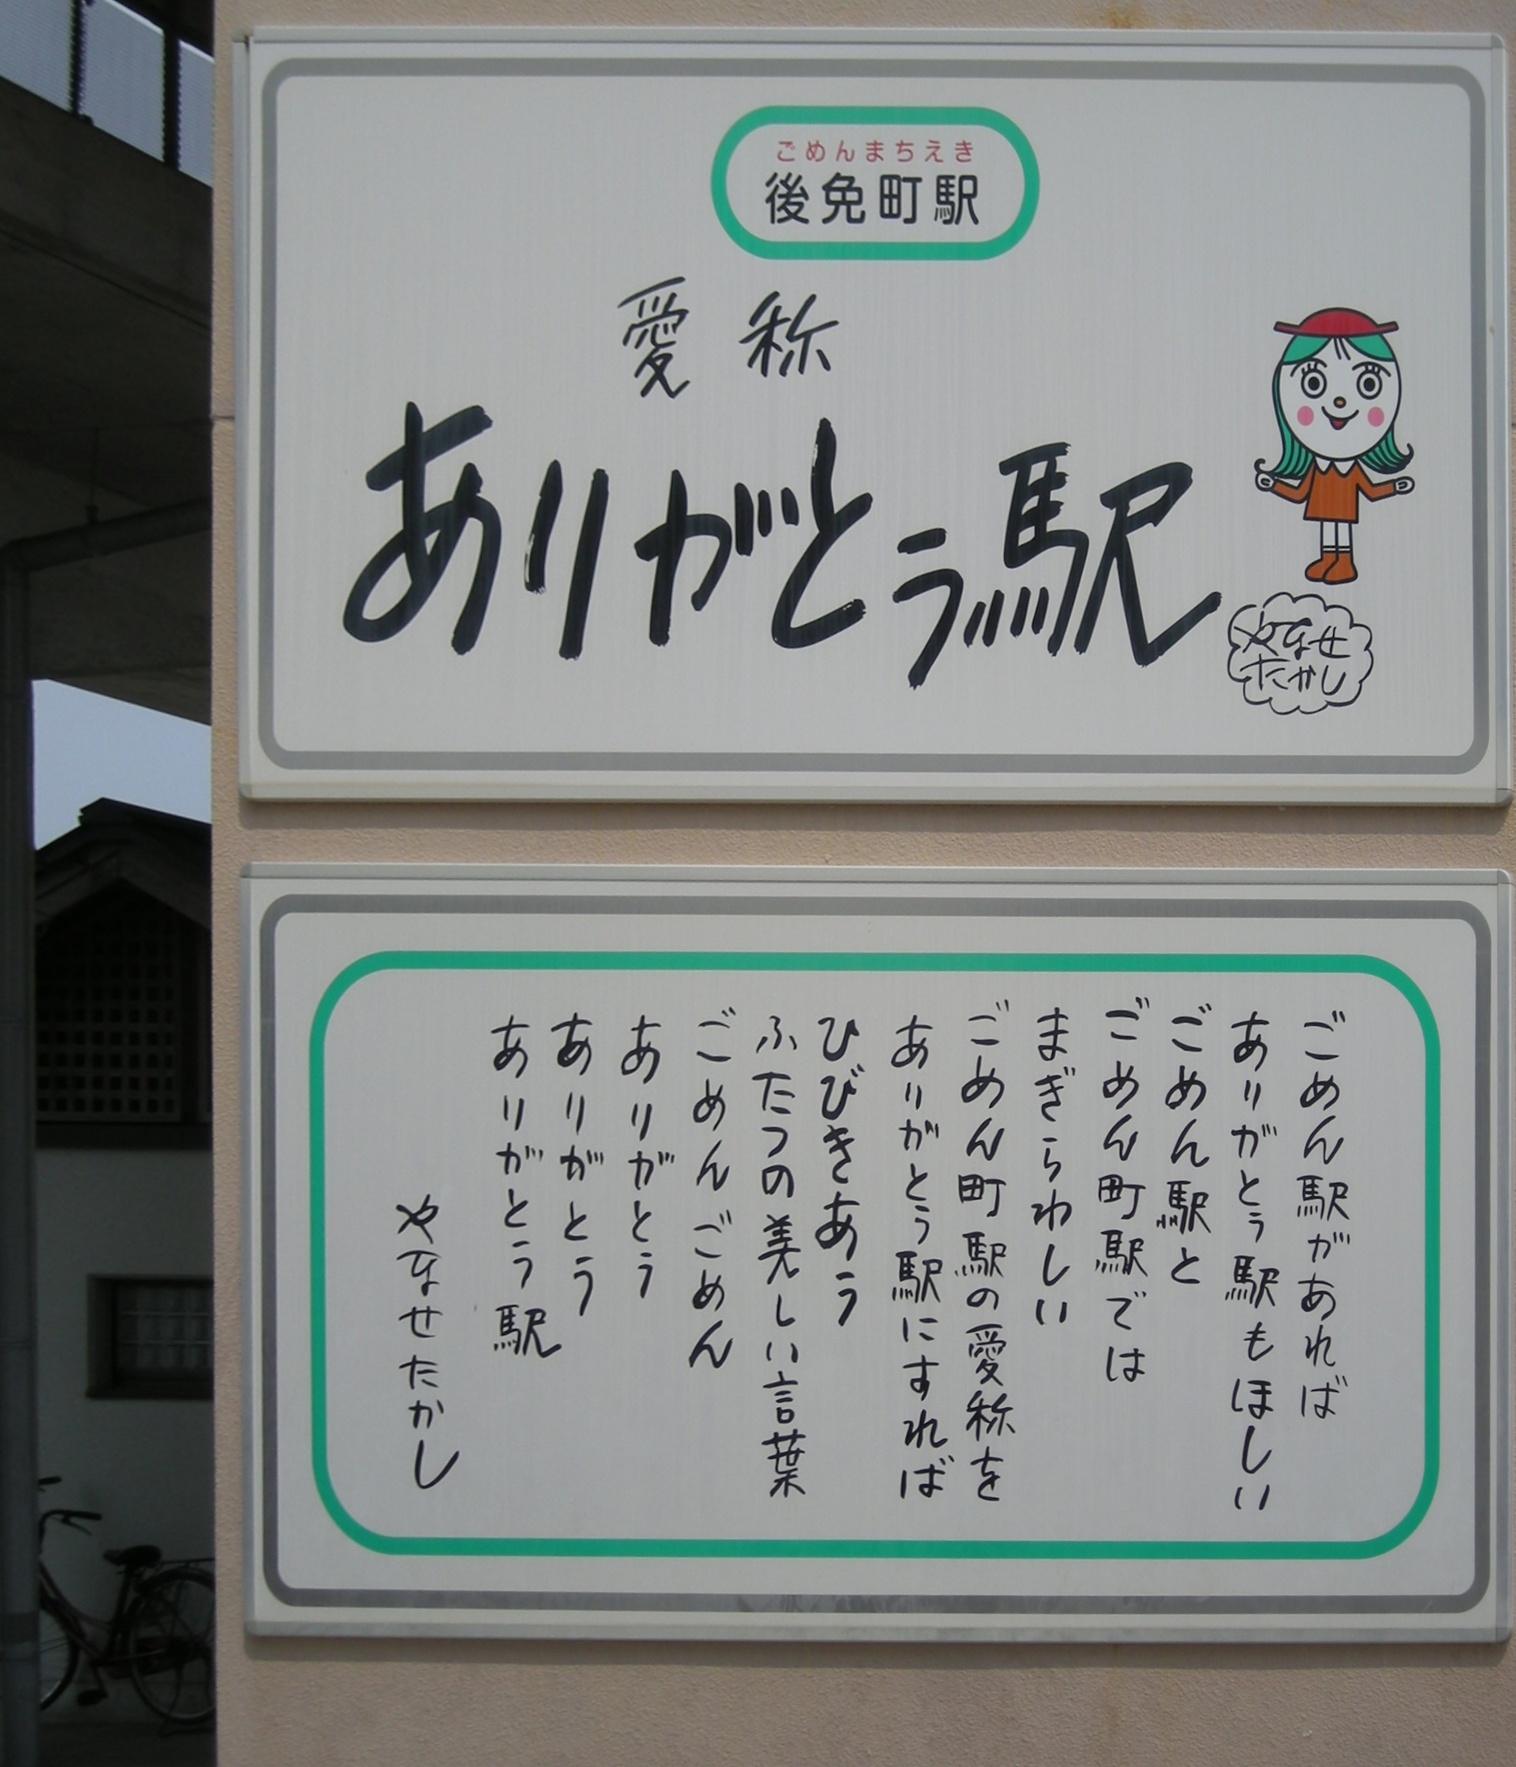 ごめんまちえき
後免町駅
愛称
ありがとう駅
やなせ
たかし
ごめん駅があれば
ありがとう駅もほしい
ごめん駅と
ごめん町駅では
まぎらわしい
ごめん町駅の愛称を
ありがとう駅にすれば
ひびきあう
ふたつの美しい言葉
ごめんごめん
ありがとう
ありがとう
ありがとう駅
やなせたかし